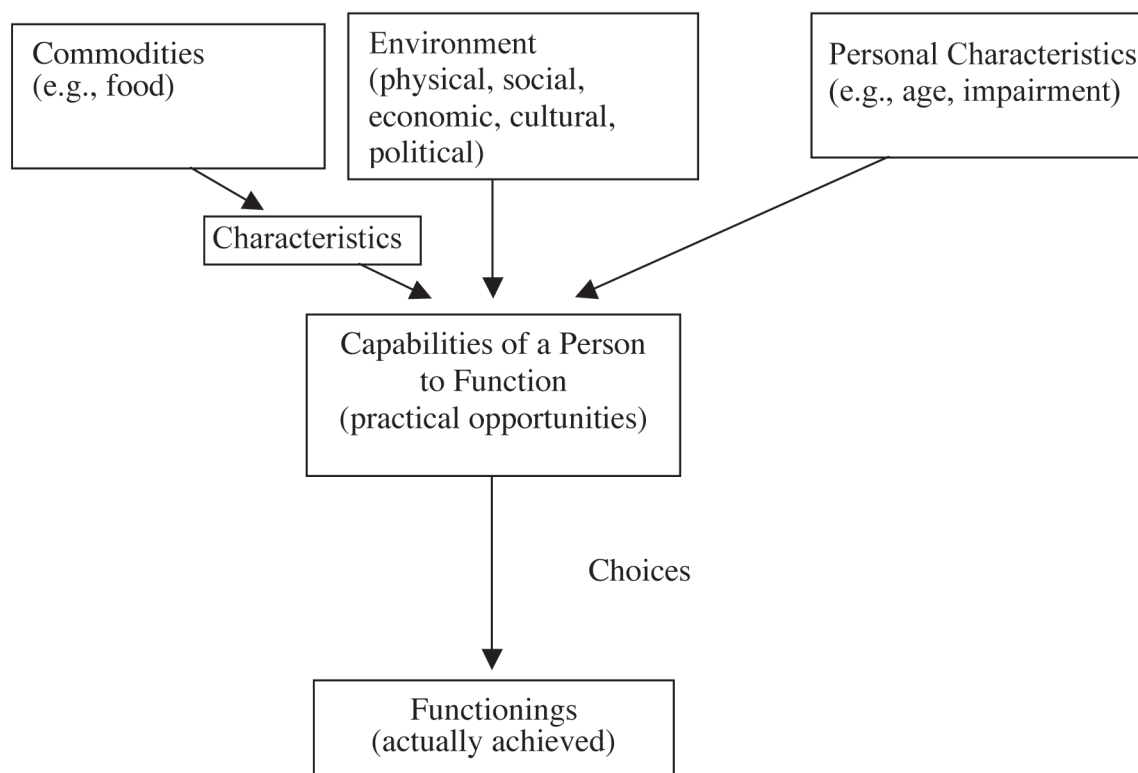 Commodities
(e.g., food)
Environment
(physical, social,
economic, cultural,
political)
Personal Characteristics
(e.g., age, impairment)
Characteristics
Capabilities of a Person
to Function
(practical opportunities)
Choices
Functionings
(actually achieved)